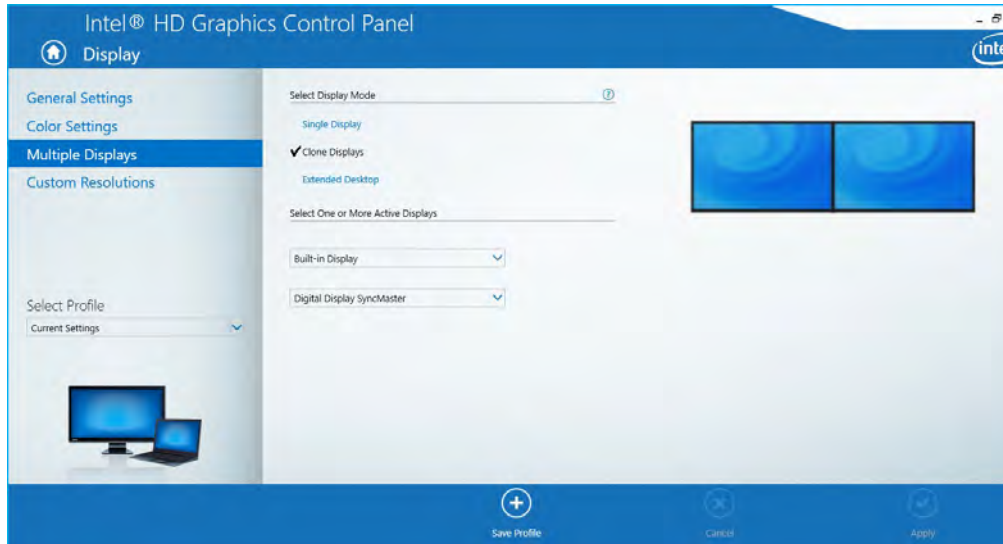 Intel® HD Graphics Control Panel
Display
General Settings
Color Settings
Multiple Displays
Custom Resolutions
Select Profile
Current Settings
Select Display Mode
Single Display
Clone Displays
Extended Desktop
Select One or More Active Displays
Built-in Display
Digital Display SyncMaster
Save Profile
Cancel
Apply